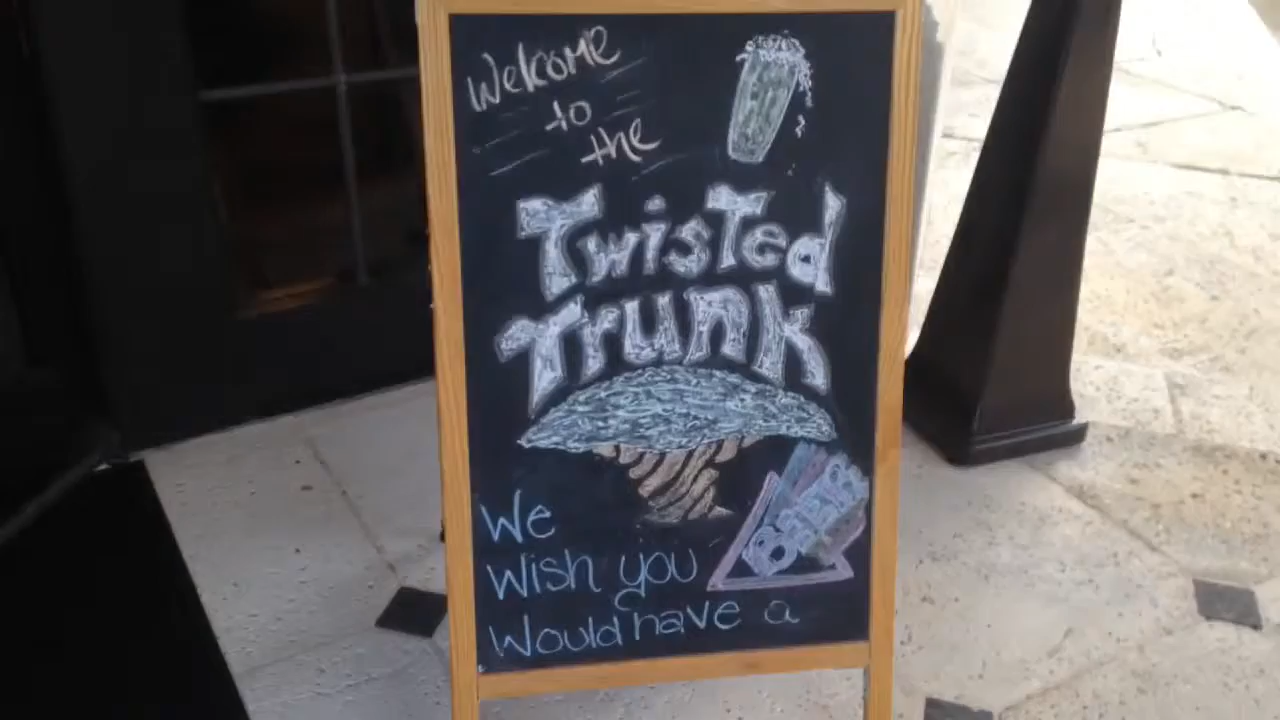 Welcome
to
the
Twisted
Trunk
BEER
We
Wish you
Would have a